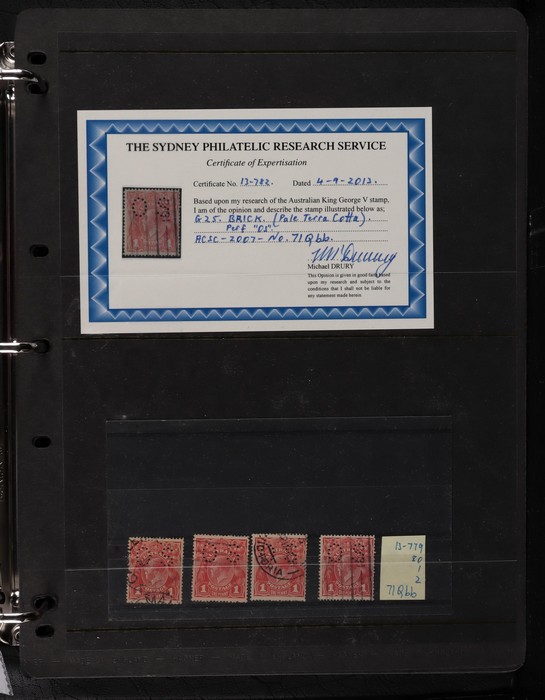 THE SYDNEY PHILATELIC RESEARCH SERVICE
Certificate of Expertisation
Certificate No. 13-782. Dated 4-9-2012.
Based upon my research of the Australian King George V stamp,
I am of the opinion and describe the stamp illustrated below as;
G25. BRICK. (Pale Terra Cotta).
Perf "OS".
ACSC-2007- No. 71Qbb.
Michael DRURY
This Opinion is given in good faith based
upon my research and subject to the
conditions that I shall not be liable for
any statement made herein.
13-779
1
2
71Qbb